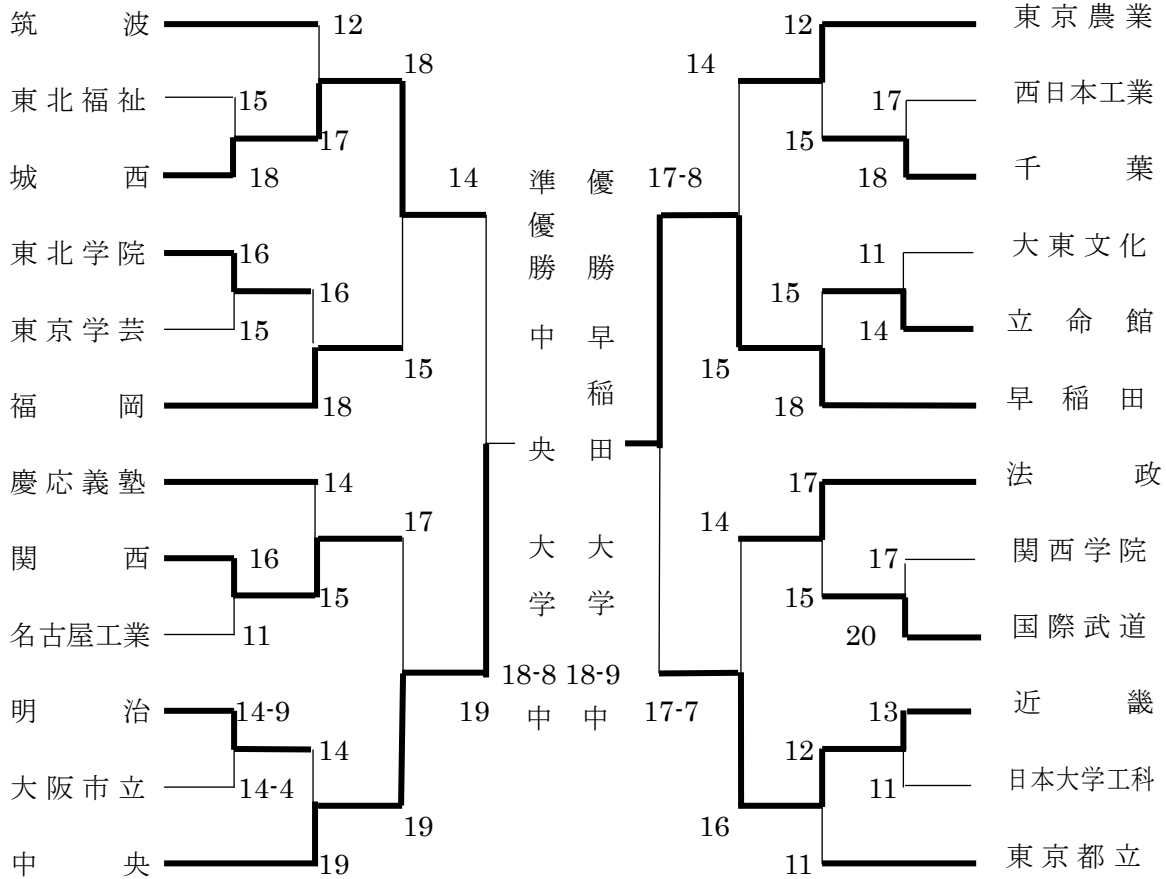 筑波
東北福祉
城西
東北学院
東京学芸
福岡
慶応義塾
関西
名古屋工業
明治
大阪市立
中央
12
15
18
17
18
16
15
16
18
15
14
14
16
11
15
17
14-9
14-4
14
19
19
19
準優勝 中央大学
18-8中
優勝 早稲田大学
18-9中
17-8
17-7
14
15
14
16
12
15
17
18
15
11
14
18
17
15
17
20
12
13
11
11
東京農業
西日本工業
千葉
大東文化
立命館
早稲田
法政
関西学院
国際武道
近畿
日本大学工科
東京都立